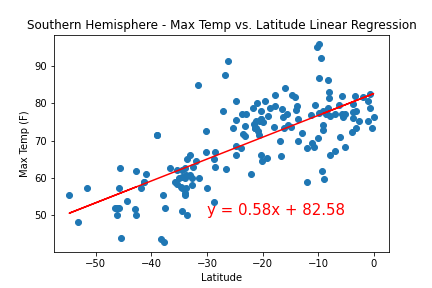 Southern Hemisphere - Max Temp vs. Latitude Linear Regression
Max Temp (F)
90
80
70
60
50
y = 0.58x + 82.58
−50 −40 −30 −20 −10 0
Latitude